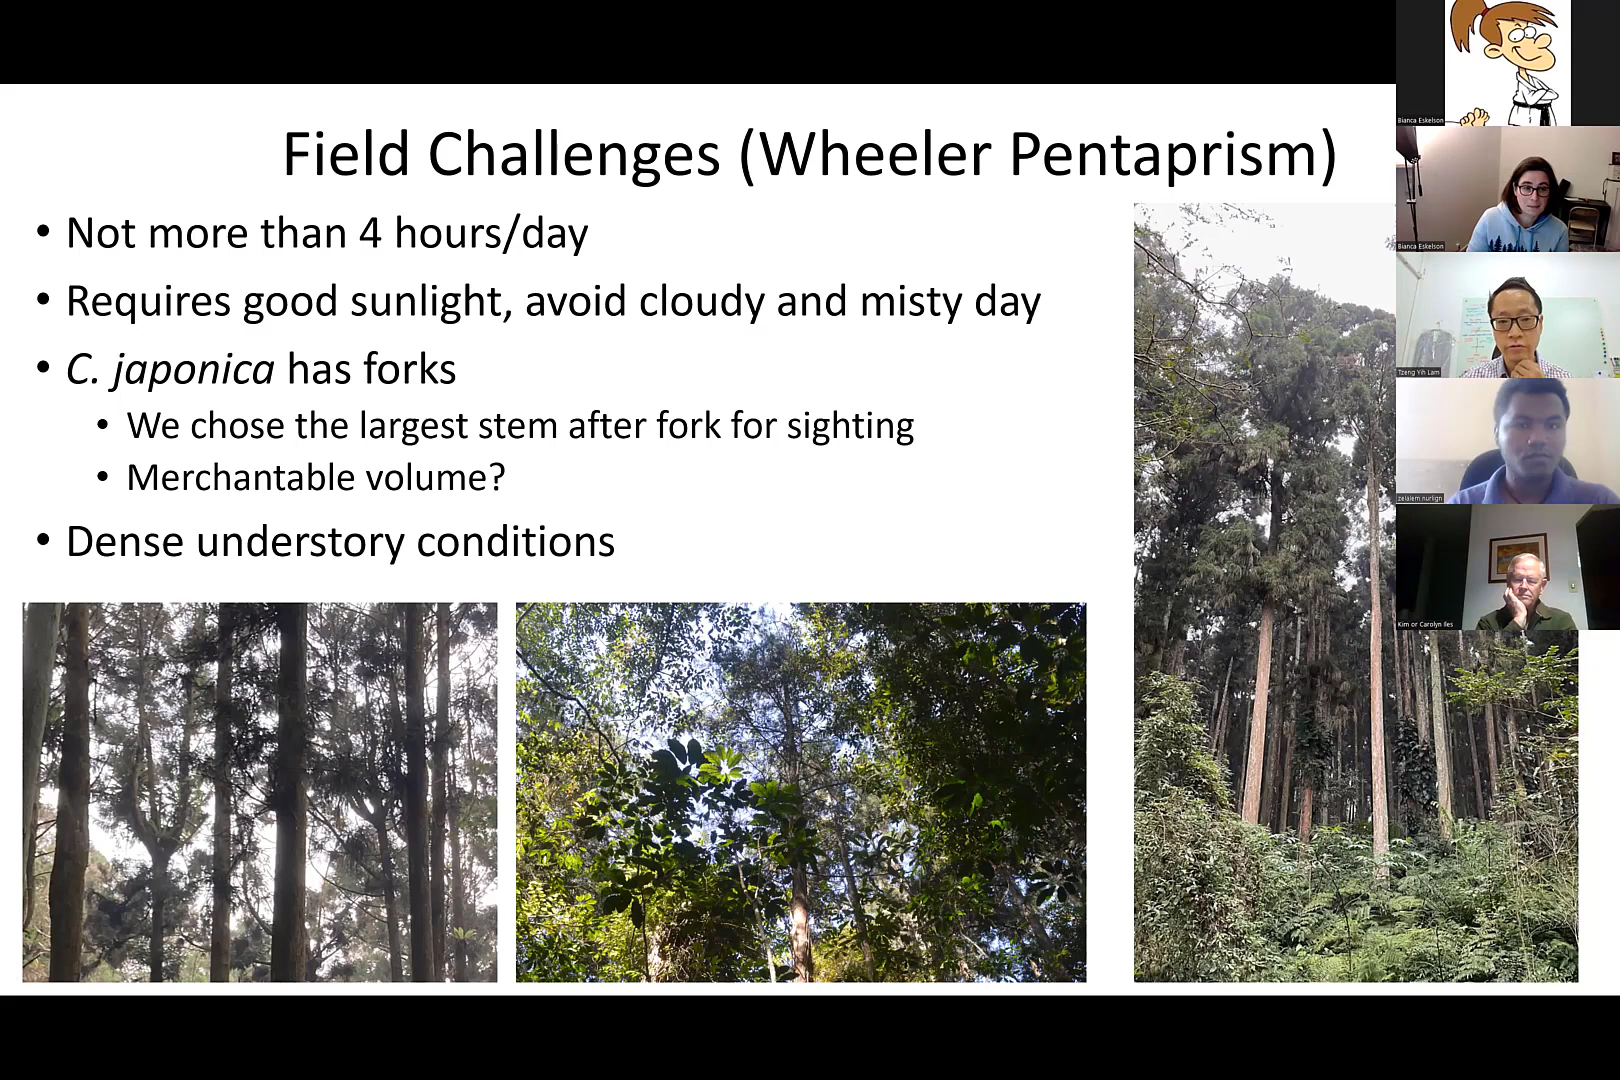 Field Challenges (Wheeler Pentaprism)
• Not more than 4 hours/day
• Requires good sunlight, avoid cloudy and misty day
• C. japonica has forks
• We chose the largest stem after fork for sighting
• Merchantable volume?
• Dense understory conditions
Bianca Eskelson
Bianca Eskelson
Tzeng Yih Lam
zelalem nurlign
Kim or Carolyn Iles